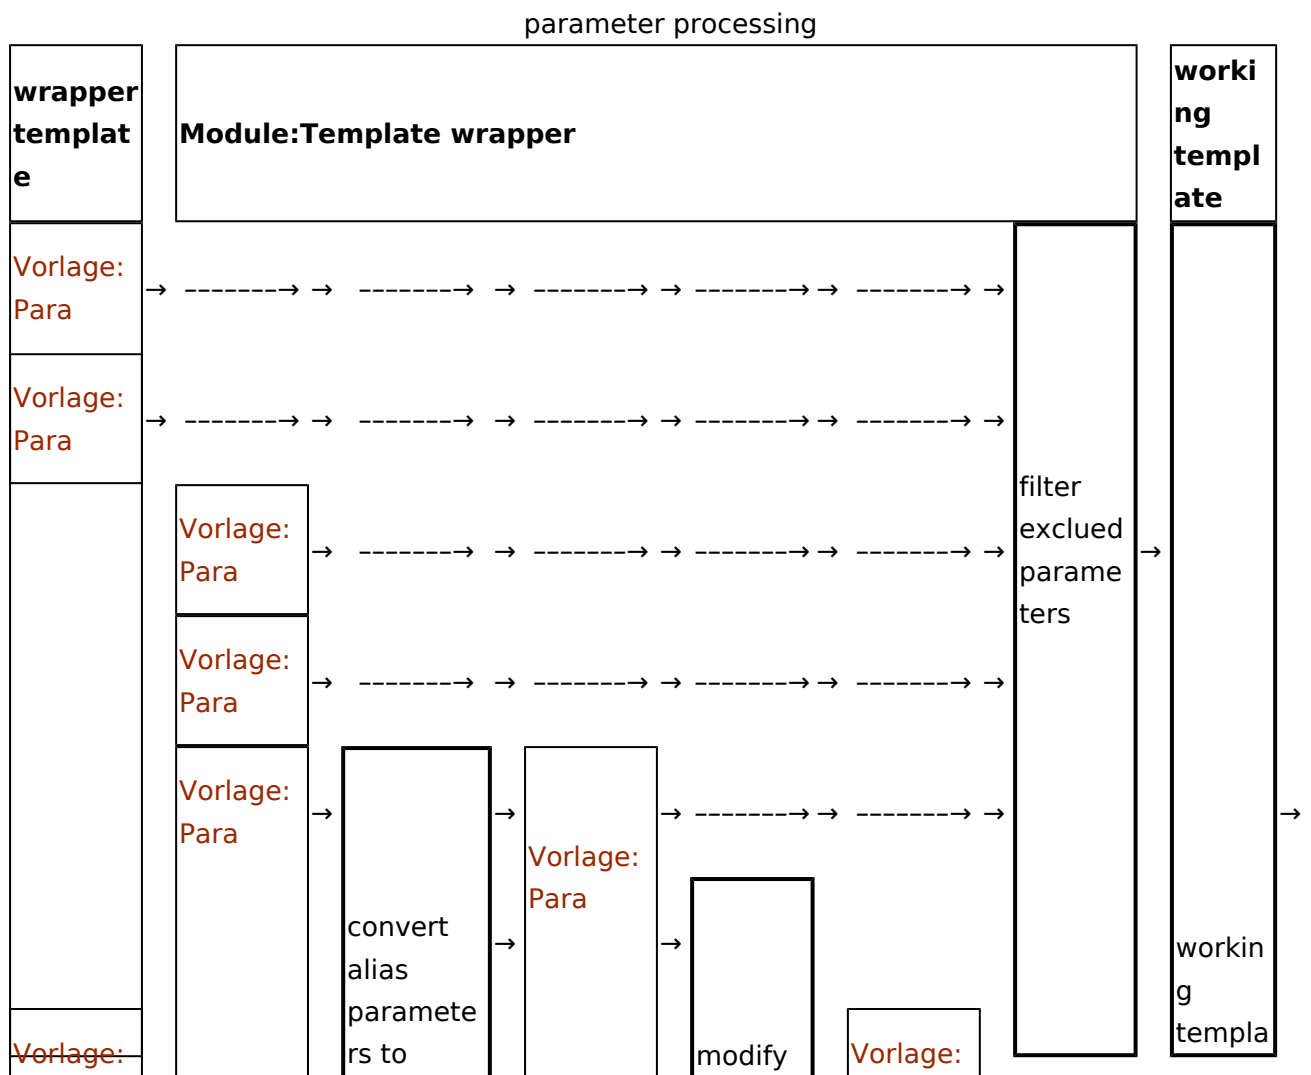 parameter processing
wrapper
templat
e
Module:Template wrapper
worki
ng
templ
ate
Vorlage:
Para
→ -------→ → -------→ → -------→ → -------→ → -------→ →
Vorlage:
Para
→ -------→ → -------→ → -------→ → -------→ → -------→ →
filter
exclued
parame
ters
→
Vorlage:
Para
→ -------→ → -------→ → -------→ → -------→ →
Vorlage:
Para
→ -------→ → -------→ → -------→ → -------→ →
Vorlage:
Para
→
convert
alias
paramete
rs to
→
→
Vorlage:
Para
→ -------→ → -------→ →
→
modify
Vorlage:
workin
g
templa
→
Vorlage: